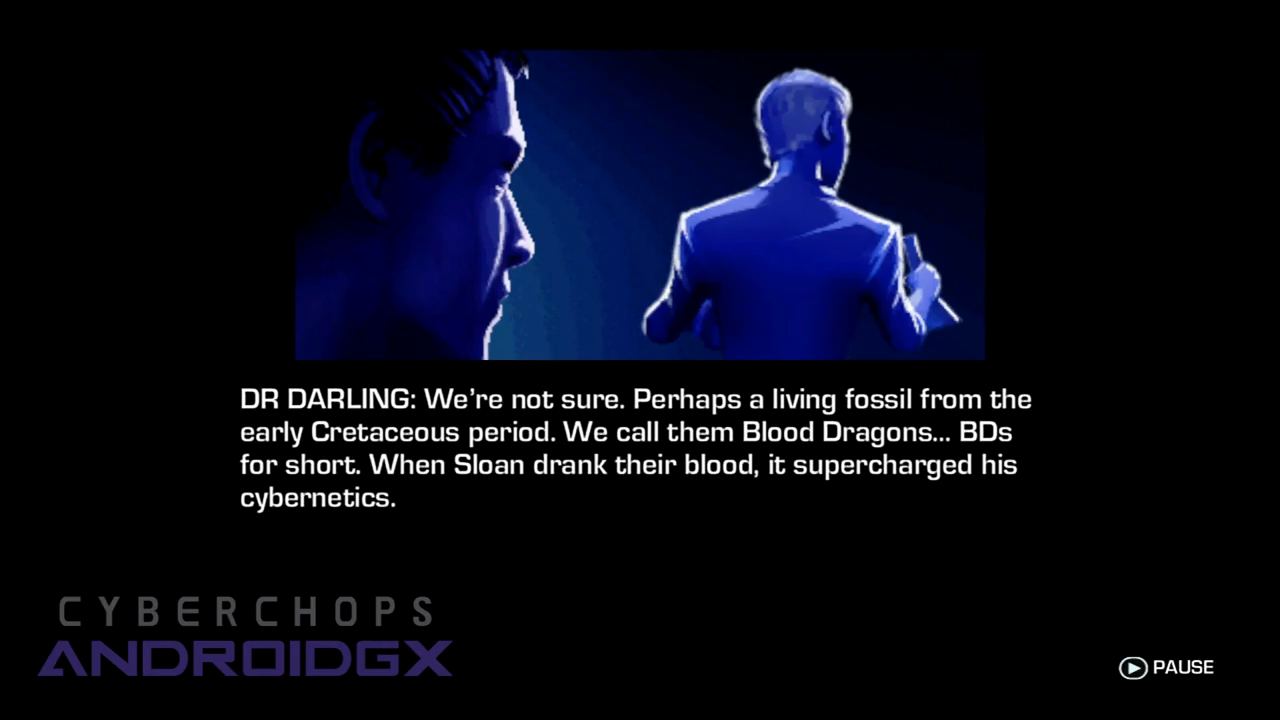 DR DARLING: We're not sure. Perhaps a living fossil from the
early Cretaceous period. We call them Blood Dragons... BDs
for short. When Sloan drank their blood, it supercharged his
cybernetics.
CYBERCHOPS
ANDROIDGX
PAUSE